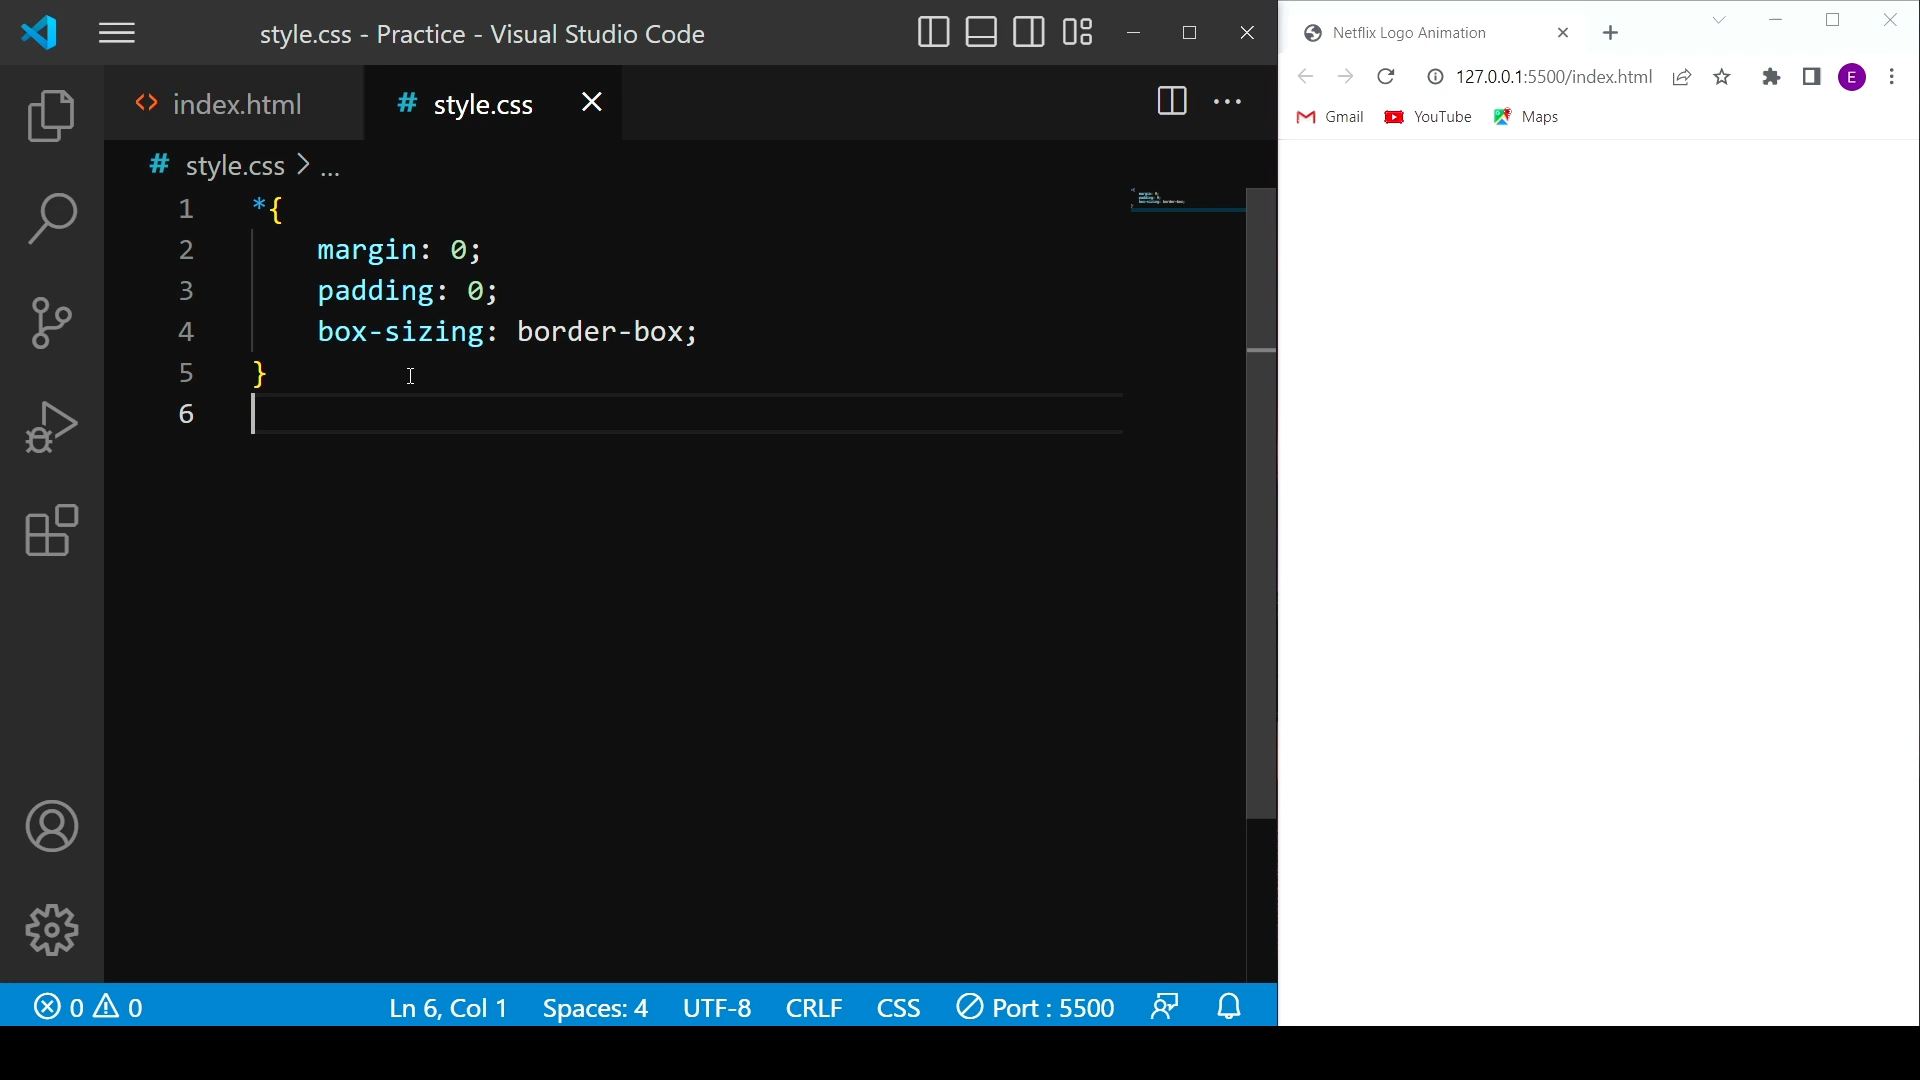 style.css - Practice - Visual Studio Code
index.html
# style.css
# style.css > ...
1 *{
2 margin: 0;
3 padding: 0;
4 box-sizing: border-box;
5 }
6
0 0
Ln 6, Col 1
Spaces: 4
UTF-8
CRLF
CSS
Port : 5500
Netflix Logo Animation
127.0.0.1:5500/index.html
E
Gmail
YouTube
Maps